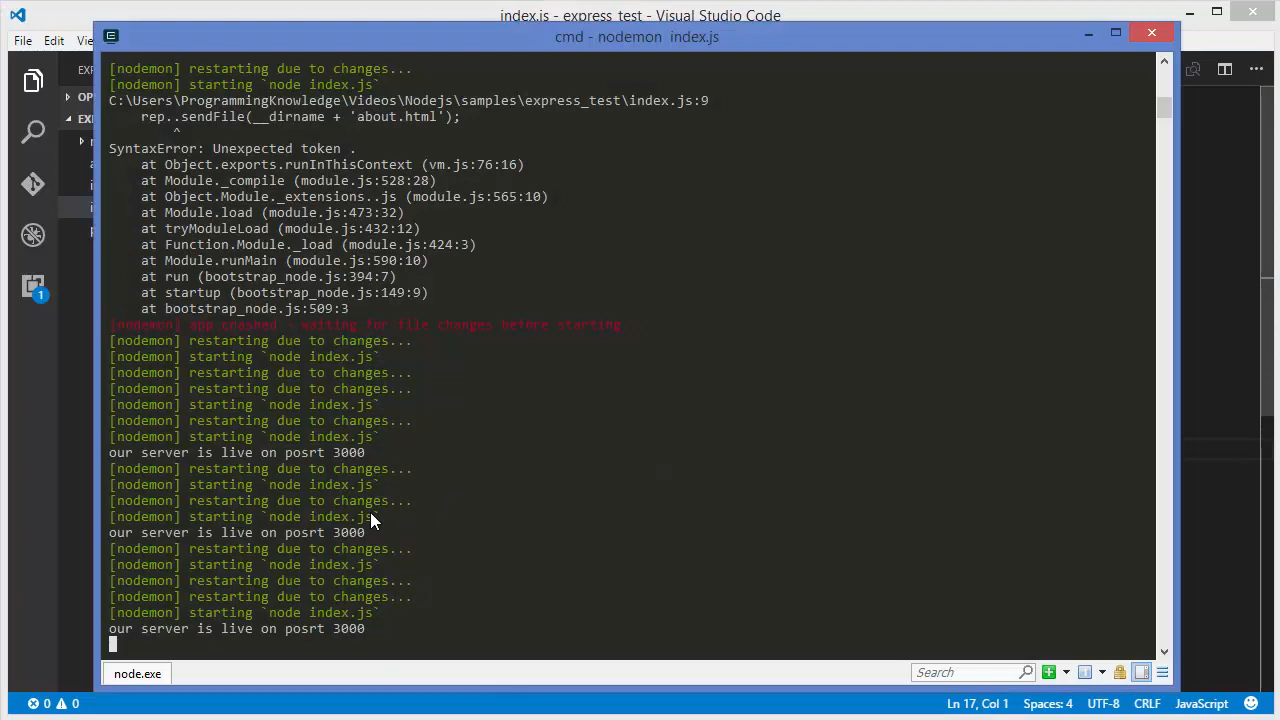 index.js - express_test - Visual Studio Code
File Edit Vie
cmd - nodemon  index.js
EXP
OP
EXP
[nodemon] restarting due to changes...
[nodemon] starting `node index.js`
C:\Users\ProgrammingKnowledge\Videos\Nodejs\samples\express_test\index.js:9
    rep..sendFile(__dirname + 'about.html');
        ^
SyntaxError: Unexpected token .
    at Object.exports.runInThisContext (vm.js:76:16)
    at Module._compile (module.js:528:28)
    at Object.Module._extensions..js (module.js:565:10)
    at Module.load (module.js:473:32)
    at tryModuleLoad (module.js:432:12)
    at Function.Module._load (module.js:424:3)
    at Module.runMain (module.js:590:10)
    at run (bootstrap_node.js:394:7)
    at startup (bootstrap_node.js:149:9)
    at bootstrap_node.js:509:3
[nodemon] app crashed - waiting for file changes before starting...
[nodemon] restarting due to changes...
[nodemon] starting `node index.js`
[nodemon] restarting due to changes...
[nodemon] restarting due to changes...
[nodemon] starting `node index.js`
[nodemon] restarting due to changes...
[nodemon] starting `node index.js`
our server is live on posrt 3000
[nodemon] restarting due to changes...
[nodemon] starting `node index.js`
[nodemon] restarting due to changes...
[nodemon] starting `node index.js`
our server is live on posrt 3000
[nodemon] restarting due to changes...
[nodemon] starting `node index.js`
[nodemon] restarting due to changes...
[nodemon] restarting due to changes...
[nodemon] starting `node index.js`
our server is live on posrt 3000
1
node.exe
Search
0 0
Ln 17, Col 1 Spaces: 4 UTF-8 CRLF JavaScript